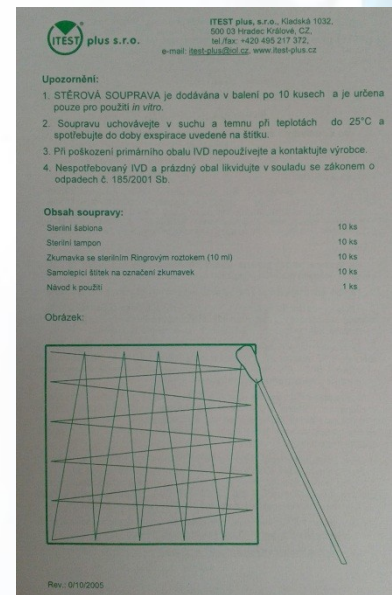 ITEST plus s.r.o.
ITEST plus, s.r.o., Kladská 1032,
500 03 Hradec Králové, CZ,
tel./fax: +420 495 217 372,
e-mail: itest-plus@iol.cz, www.itest-plus.cz
Upozornění:
1. STĚROVÁ SOUPRAVA je dodávána v balení po 10 kusech a je určena
pouze pro použití in vitro.
2. Soupravu uchovávejte v suchu a temnu při teplotách do 25°C a
spotřebujte do doby exspirace uvedené na štítku.
3. Při poškození primárního obalu IVD nepoužívejte a kontaktujte výrobce.
4. Nespotřebovaný IVD a prázdný obal likvidujte v souladu se zákonem o
odpadech č. 185/2001 Sb.
Obsah soupravy:
Sterilní šablona 10 ks
Sterilní tampon 10 ks
Zkumavka se sterilním Ringrovým roztokem (10 ml) 10 ks
Samolepící štítek na označení zkumavek 10 ks
Návod k použití 1 ks
Obrázek:
Rev.: 0/10/2005